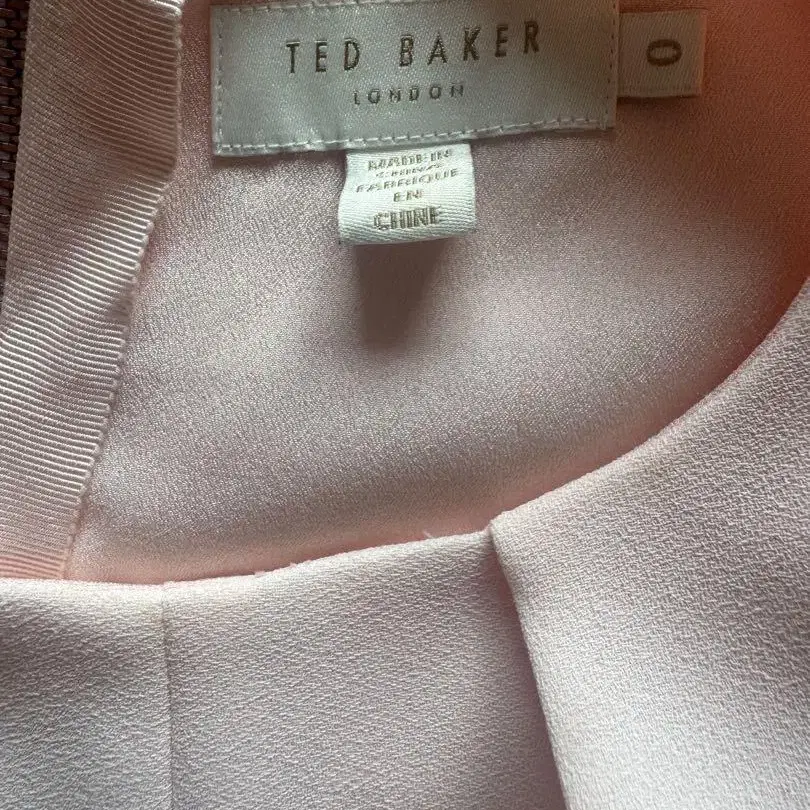 TED BAKER
LONDON
0
MADE IN
CHINA
FABRIQUE
EN
CHINE